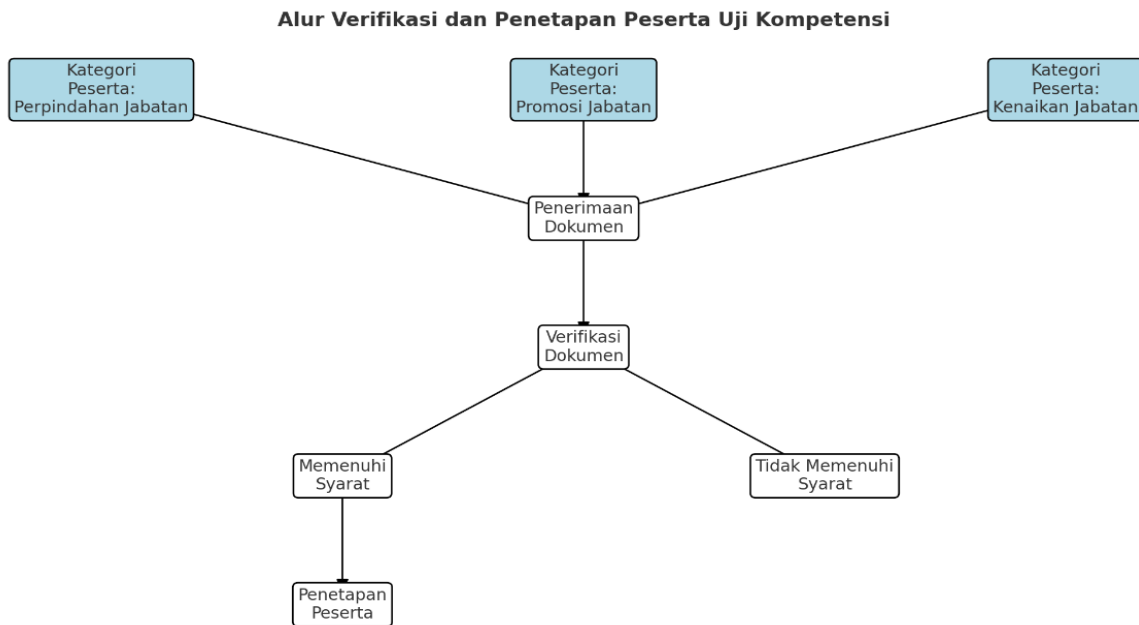 Alur Verifikasi dan Penetapan Peserta Uji Kompetensi
Kategori
Peserta:
Perpindahan Jabatan
Kategori
Peserta:
Promosi Jabatan
Kategori
Peserta:
Kenaikan Jabatan
Penerimaan
Dokumen
Verifikasi
Dokumen
Memenuhi
Syarat
Tidak Memenuhi
Syarat
Penetapan
Peserta